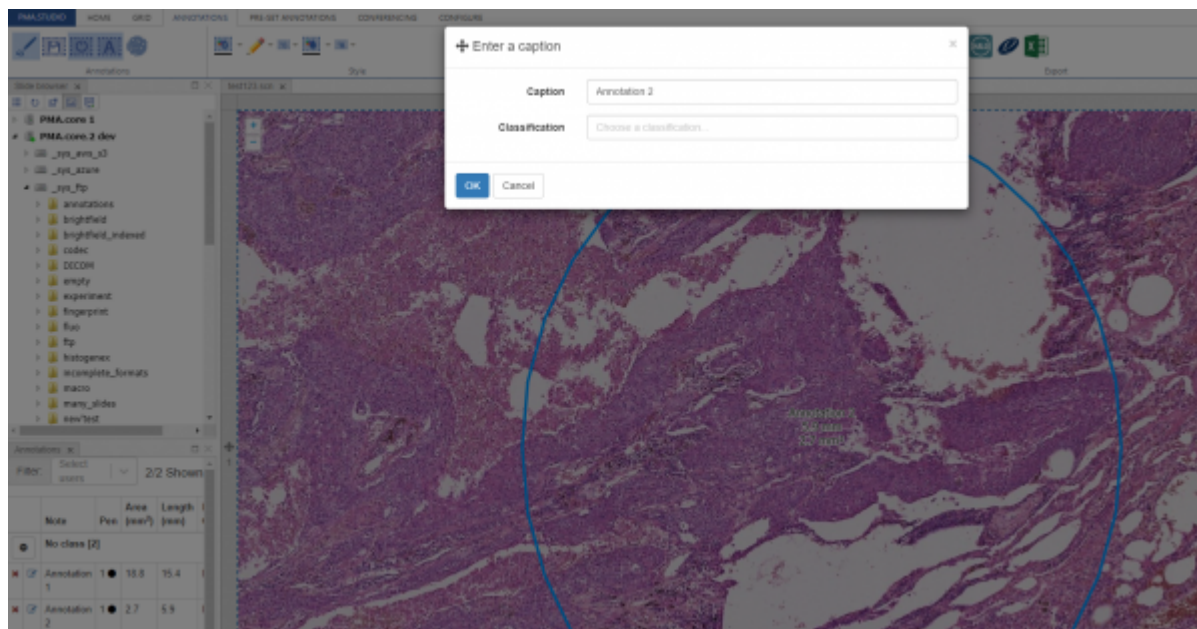 PMA.STUDIO HOME GRID ANNOTATIONS PRE-SET ANNOTATIONS CONFERENCING CONFIGURE
Annotations Style Export
Enter a caption ×
Caption Annotation 2
Classification Choose a classification...
OK Cancel
Slide browser
PMA.core 1
PMA.core.2 dev
_sys_aws_s3
_sys_azure
_sys_ftp
annotations
brightfield
brightfield_indexed
codec
DICOM
empty
experiment
fingerprint
fluo
ftp
histogenex
incomplete_formats
macro
many_slides
new'test
Annotations
Filter: Select users 2/2 Shown
Note Pen Area (mm²) Length (mm)
No class [2]
Annotation 1 1 18.8 15.4
Annotation 2 1 2.7 5.9